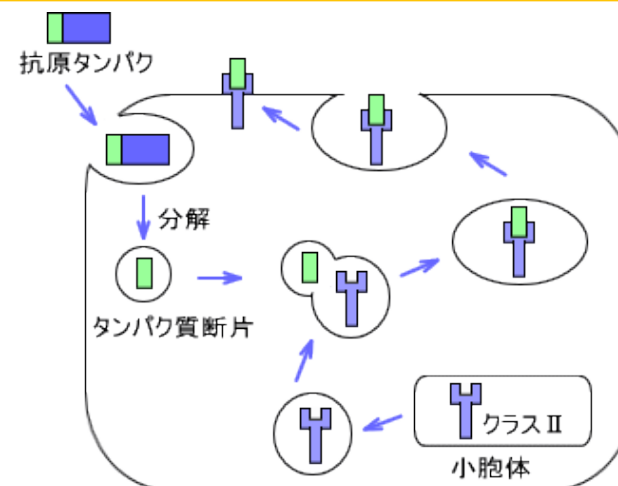 抗原タンパク
分解
タンパク質断片
クラスⅡ
小胞体